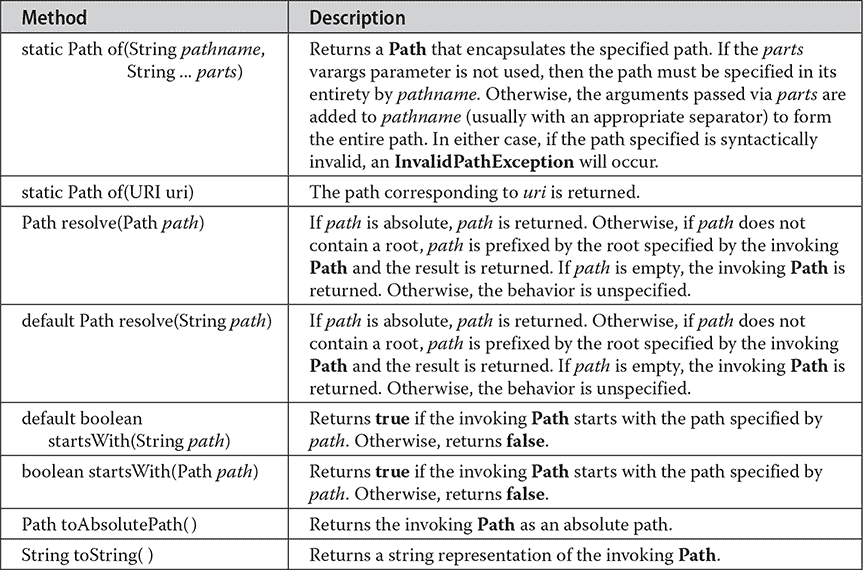 Method Description
static Path of(String pathname, Returns a Path that encapsulates the specified path. If the parts
String ... parts) varargs parameter is not used, then the path must be specified in its
entirety by pathname. Otherwise, the arguments passed via parts are
added to pathname (usually with an appropriate separator) to form
the entire path. In either case, if the path specified is syntactically
invalid, an InvalidPathException will occur.
static Path of(URI uri) The path corresponding to uri is returned.
Path resolve(Path path) If path is absolute, path is returned. Otherwise, if path does not
contain a root, path is prefixed by the root specified by the invoking
Path and the result is returned. If path is empty, the invoking Path is
returned. Otherwise, the behavior is unspecified.
default Path resolve(String path) If path is absolute, path is returned. Otherwise, if path does not
contain a root, path is prefixed by the root specified by the invoking
Path and the result is returned. If path is empty, the invoking Path is
returned. Otherwise, the behavior is unspecified.
default boolean Returns true if the invoking Path starts with the path specified by
startsWith(String path) path. Otherwise, returns false.
boolean startsWith(Path path) Returns true if the invoking Path starts with the path specified by
path. Otherwise, returns false.
Path toAbsolutePath( ) Returns the invoking Path as an absolute path.
String toString( ) Returns a string representation of the invoking Path.